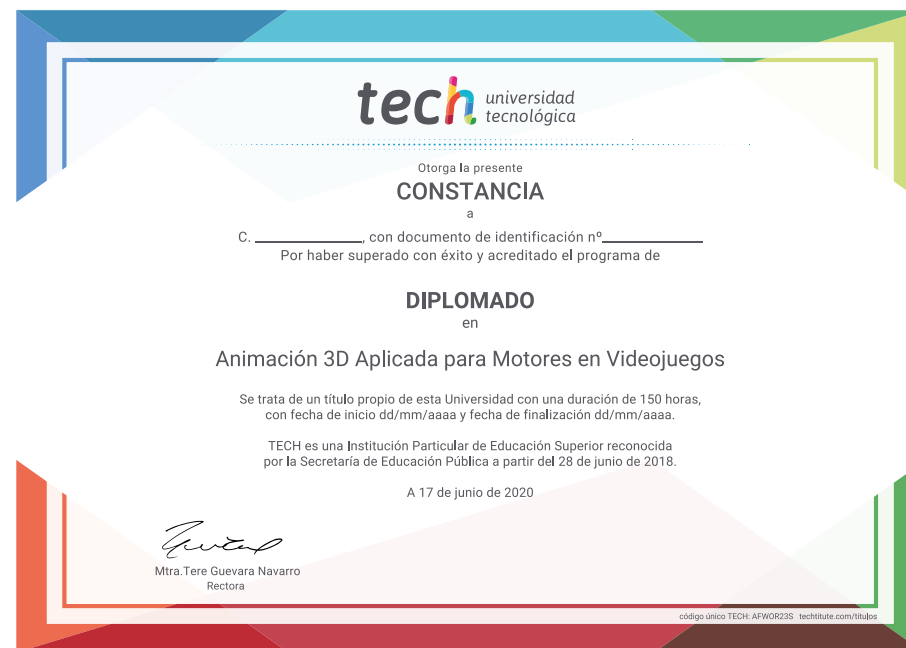 tech universidad
tecnológica
Otorga la presente
CONSTANCIA
a
C. ____________, con documento de identificación nº____________
Por haber superado con éxito y acreditado el programa de
DIPLOMADO
en
Animación 3D Aplicada para Motores en Videojuegos
Se trata de un título propio de esta Universidad con una duración de 150 horas,
con fecha de inicio dd/mm/aaaa y fecha de finalización dd/mm/aaaa.
TECH es una Institución Particular de Educación Superior reconocida
por la Secretaría de Educación Pública a partir del 28 de junio de 2018.
A 17 de junio de 2020
Mtra.Tere Guevara Navarro
Rectora
código único TECH: AFWOR23S techtitute.com/titulos